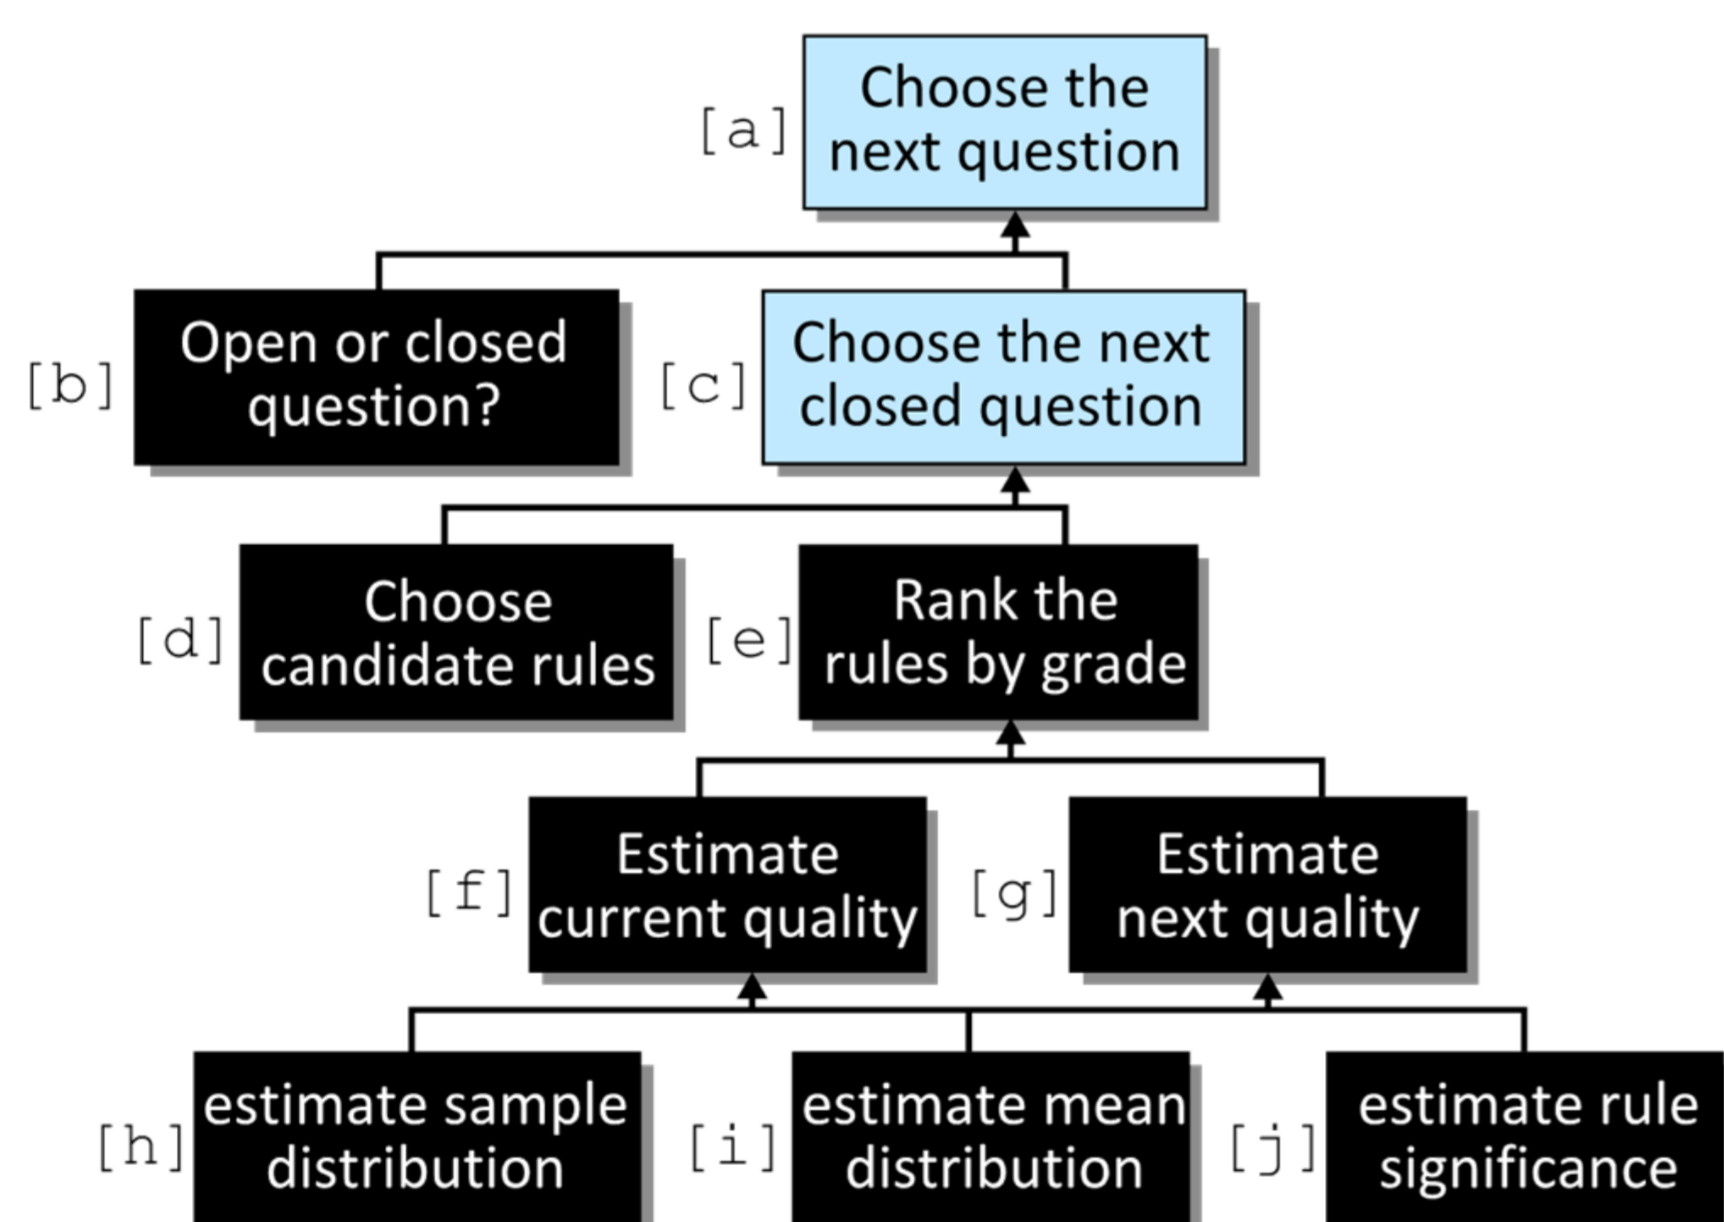 [a] Choose the
next question
[b] Open or closed
question?
[c] Choose the next
closed question
[d] Choose
candidate rules
[e] Rank the
rules by grade
[f] Estimate
current quality
[g] Estimate
next quality
[h] estimate sample
distribution
[i] estimate mean
distribution
[j] estimate rule
significance